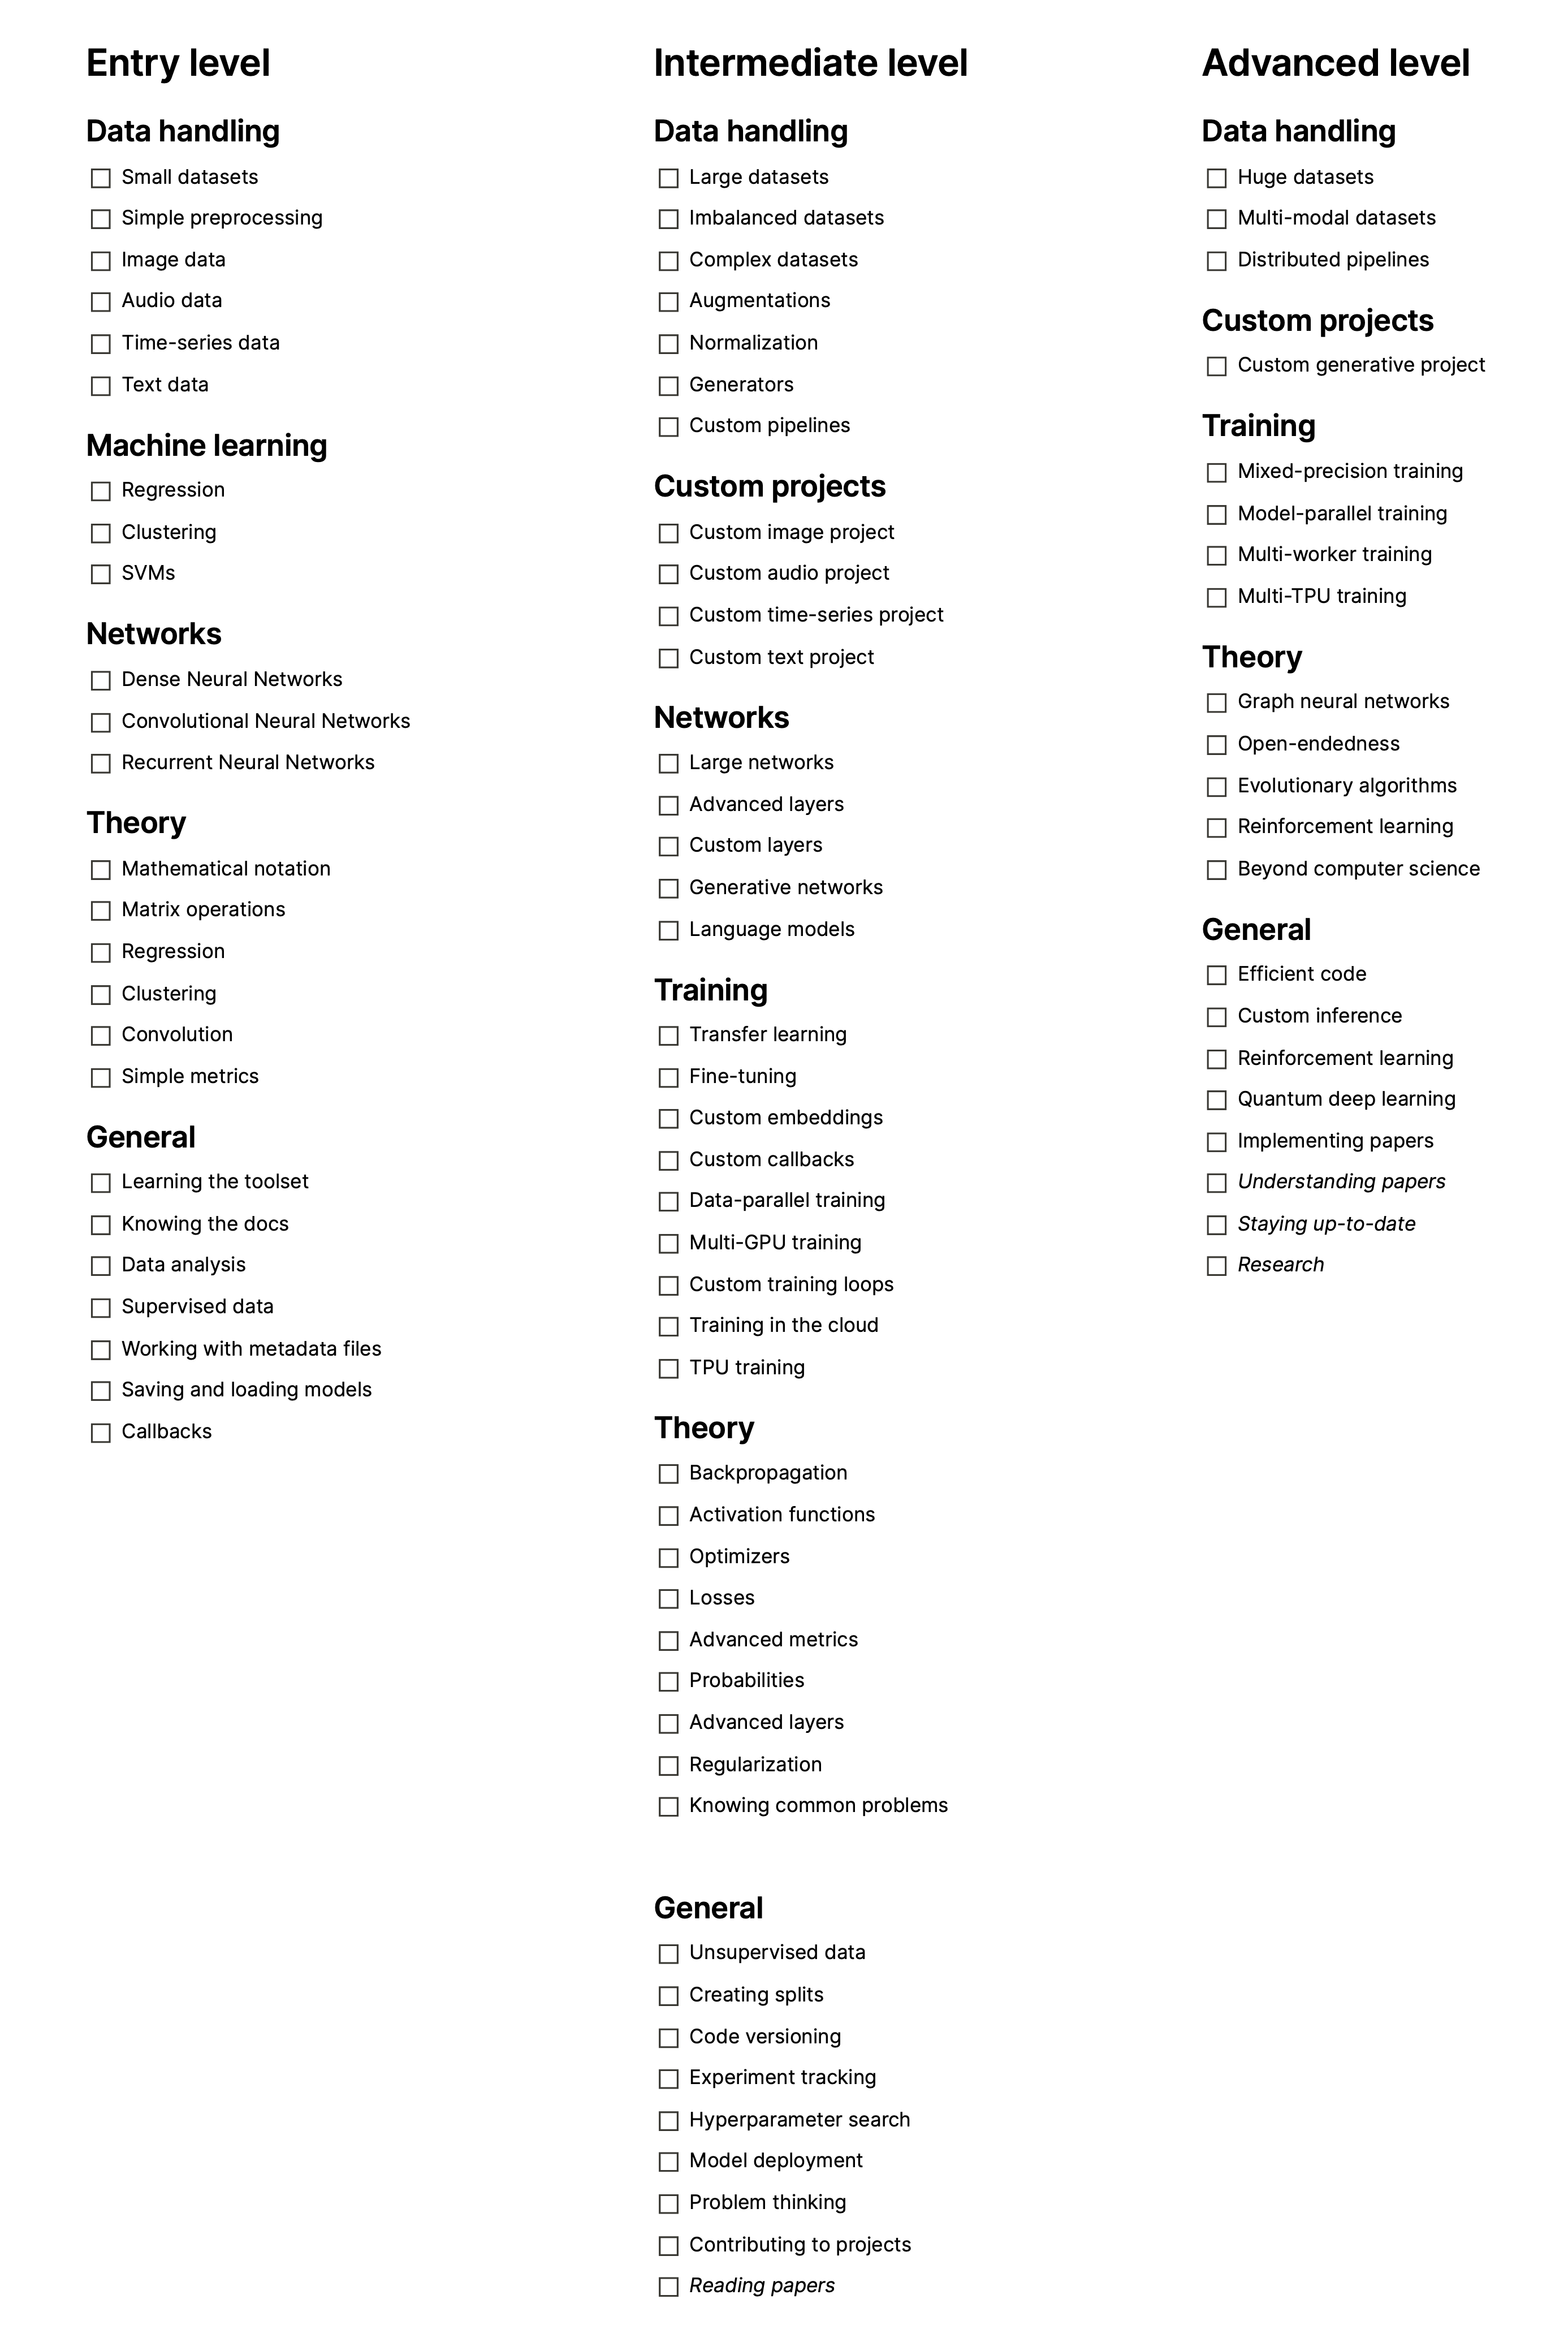 Entry level
Data handling
Small datasets
Simple preprocessing
Image data
Audio data
Time-series data
Text data
Machine learning
Regression
Clustering
SVMs
Networks
Dense Neural Networks
Convolutional Neural Networks
Recurrent Neural Networks
Theory
Mathematical notation
Matrix operations
Regression
Clustering
Convolution
Simple metrics
General
Learning the toolset
Knowing the docs
Data analysis
Supervised data
Working with metadata files
Saving and loading models
Callbacks
Intermediate level
Data handling
Large datasets
Imbalanced datasets
Complex datasets
Augmentations
Normalization
Generators
Custom pipelines
Custom projects
Custom image project
Custom audio project
Custom time-series project
Custom text project
Networks
Large networks
Advanced layers
Custom layers
Generative networks
Language models
Training
Transfer learning
Fine-tuning
Custom embeddings
Custom callbacks
Data-parallel training
Multi-GPU training
Custom training loops
Training in the cloud
TPU training
Theory
Backpropagation
Activation functions
Optimizers
Losses
Advanced metrics
Probabilities
Advanced layers
Regularization
Knowing common problems
General
Unsupervised data
Creating splits
Code versioning
Experiment tracking
Hyperparameter search
Model deployment
Problem thinking
Contributing to projects
Reading papers
Advanced level
Data handling
Huge datasets
Multi-modal datasets
Distributed pipelines
Custom projects
Custom generative project
Training
Mixed-precision training
Model-parallel training
Multi-worker training
Multi-TPU training
Theory
Graph neural networks
Open-endedness
Evolutionary algorithms
Reinforcement learning
Beyond computer science
General
Efficient code
Custom inference
Reinforcement learning
Quantum deep learning
Implementing papers
Understanding papers
Staying up-to-date
Research